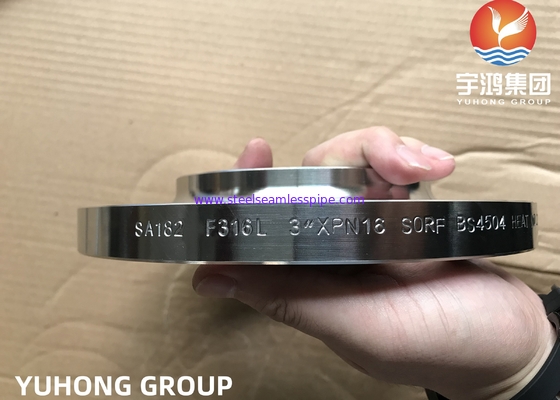 宇鸿集团
YUHONG GROUP
www.steelseamlesspipe.com
SA182 F316L 3"XPN16 SORF BS4504 HEAT
YUHONG GROUP